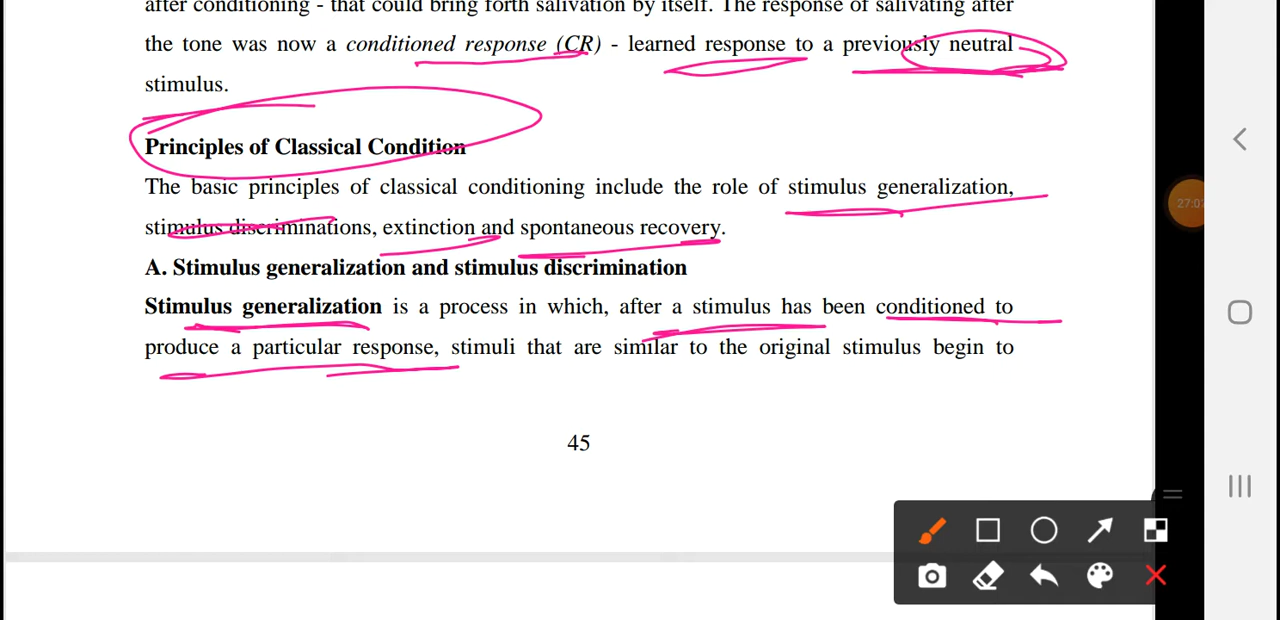 after conditioning - that could bring forth salivation by itself. The response of salivating after
the tone was now a conditioned response (CR) - learned response to a previously neutral
stimulus.
Principles of Classical Condition
The basic principles of classical conditioning include the role of stimulus generalization,
stimulus discriminations, extinction and spontaneous recovery.
A. Stimulus generalization and stimulus discrimination
Stimulus generalization is a process in which, after a stimulus has been conditioned to
produce a particular response, stimuli that are similar to the original stimulus begin to
45